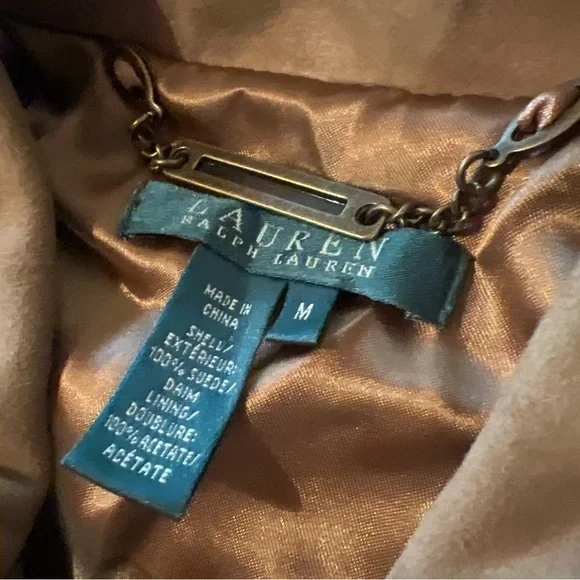 LAUREN
RALPH LAUREN
M
MADE IN
CHINA
SHELL/
EXTÉRIEUR:
100% SUEDE/
DAIM
LINING/
DOUBLURE:
100% ACETATE/
ACÉTATE